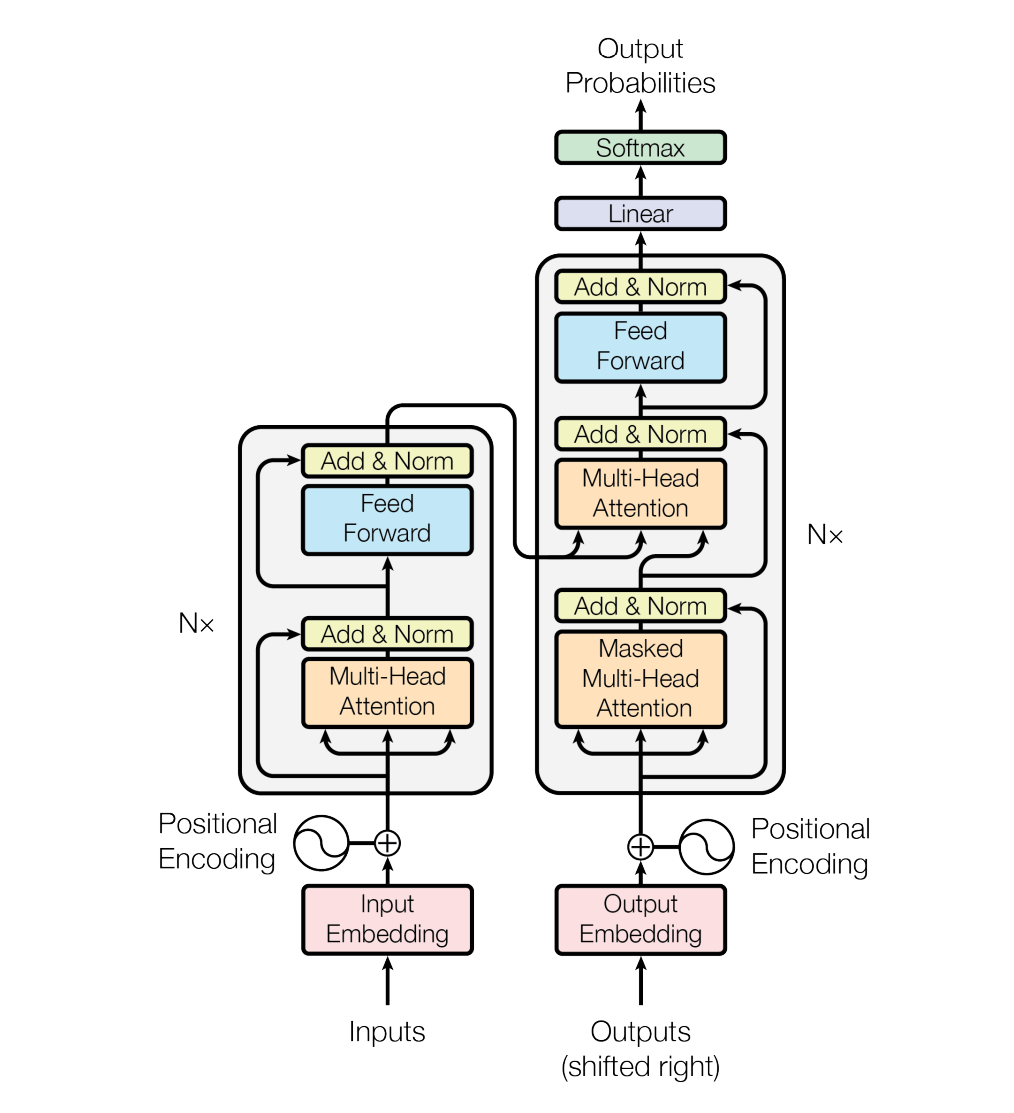 Output
Probabilities
Softmax
Linear
Add & Norm
Feed
Forward
Add & Norm
Multi-Head
Attention
N×
Add & Norm
Masked
Multi-Head
Attention
Add & Norm
Feed
Forward
N×
Add & Norm
Multi-Head
Attention
Positional
Encoding
Positional
Encoding
Input
Embedding
Output
Embedding
Inputs
Outputs
(shifted right)